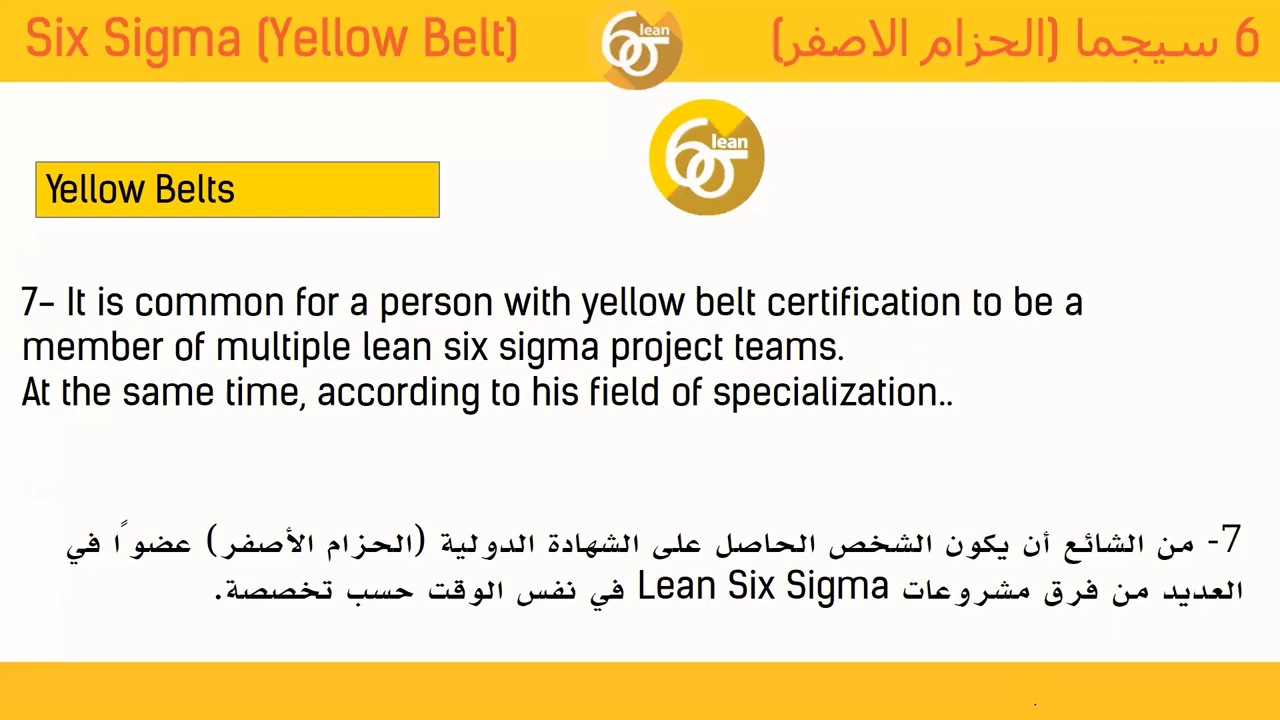 Six Sigma (Yellow Belt)
6σ lean
6 سيجما (الحزام الاصفر)
6σ lean
Yellow Belts
7– It is common for a person with yellow belt certification to be a
member of multiple lean six sigma project teams.
At the same time, according to his field of specialization..
7- من الشائع أن يكون الشخص الحاصل على الشهادة الدولية (الحزام الأصفر) عضوًا في
العديد من فرق مشروعات Lean Six Sigma في نفس الوقت حسب تخصصة.